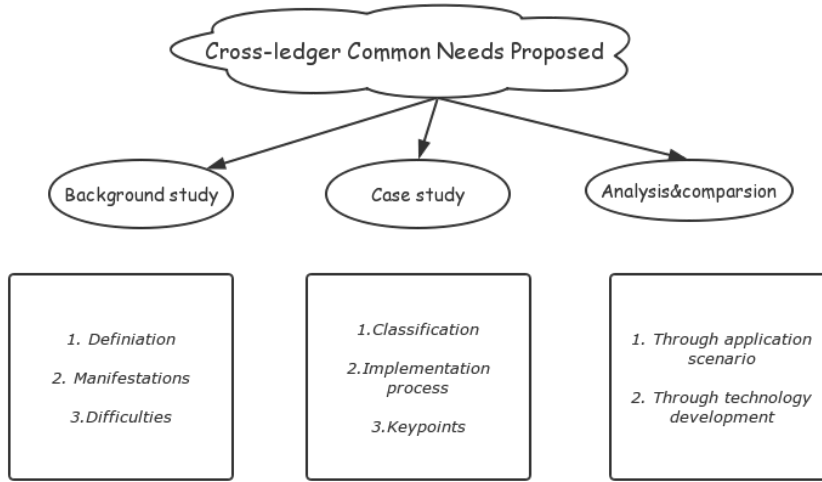 Cross-ledger Common Needs Proposed
Background study
Case study
Analysis&comparsion
1. Definiation
2. Manifestations
3.Difficulties
1.Classification
2.Implementation
process
3.Keypoints
1. Through application
scenario
2. Through technology
development